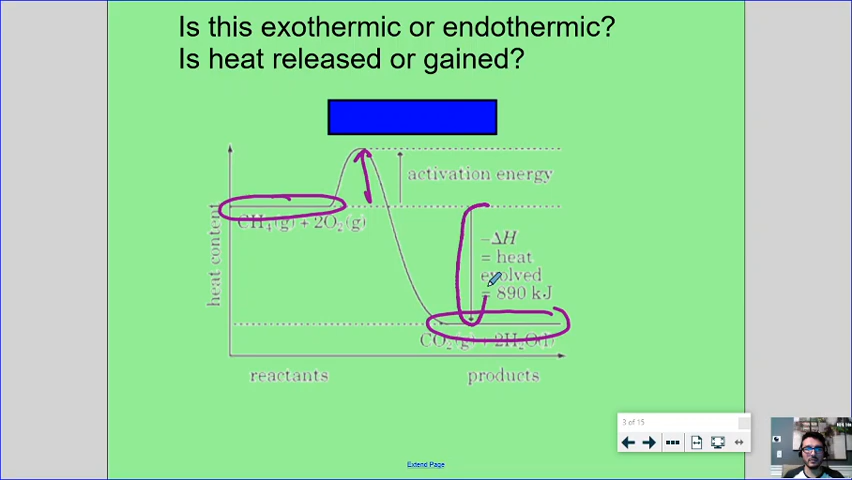 Is this exothermic or endothermic?
Is heat released or gained?
activation energy
CH₄(g) + 2O₂(g)
heat content
–ΔH
= heat
evolved
= 890 kJ
CO₂(g) + 2H₂O(l)
reactants
products
3 of 15
Extend Page